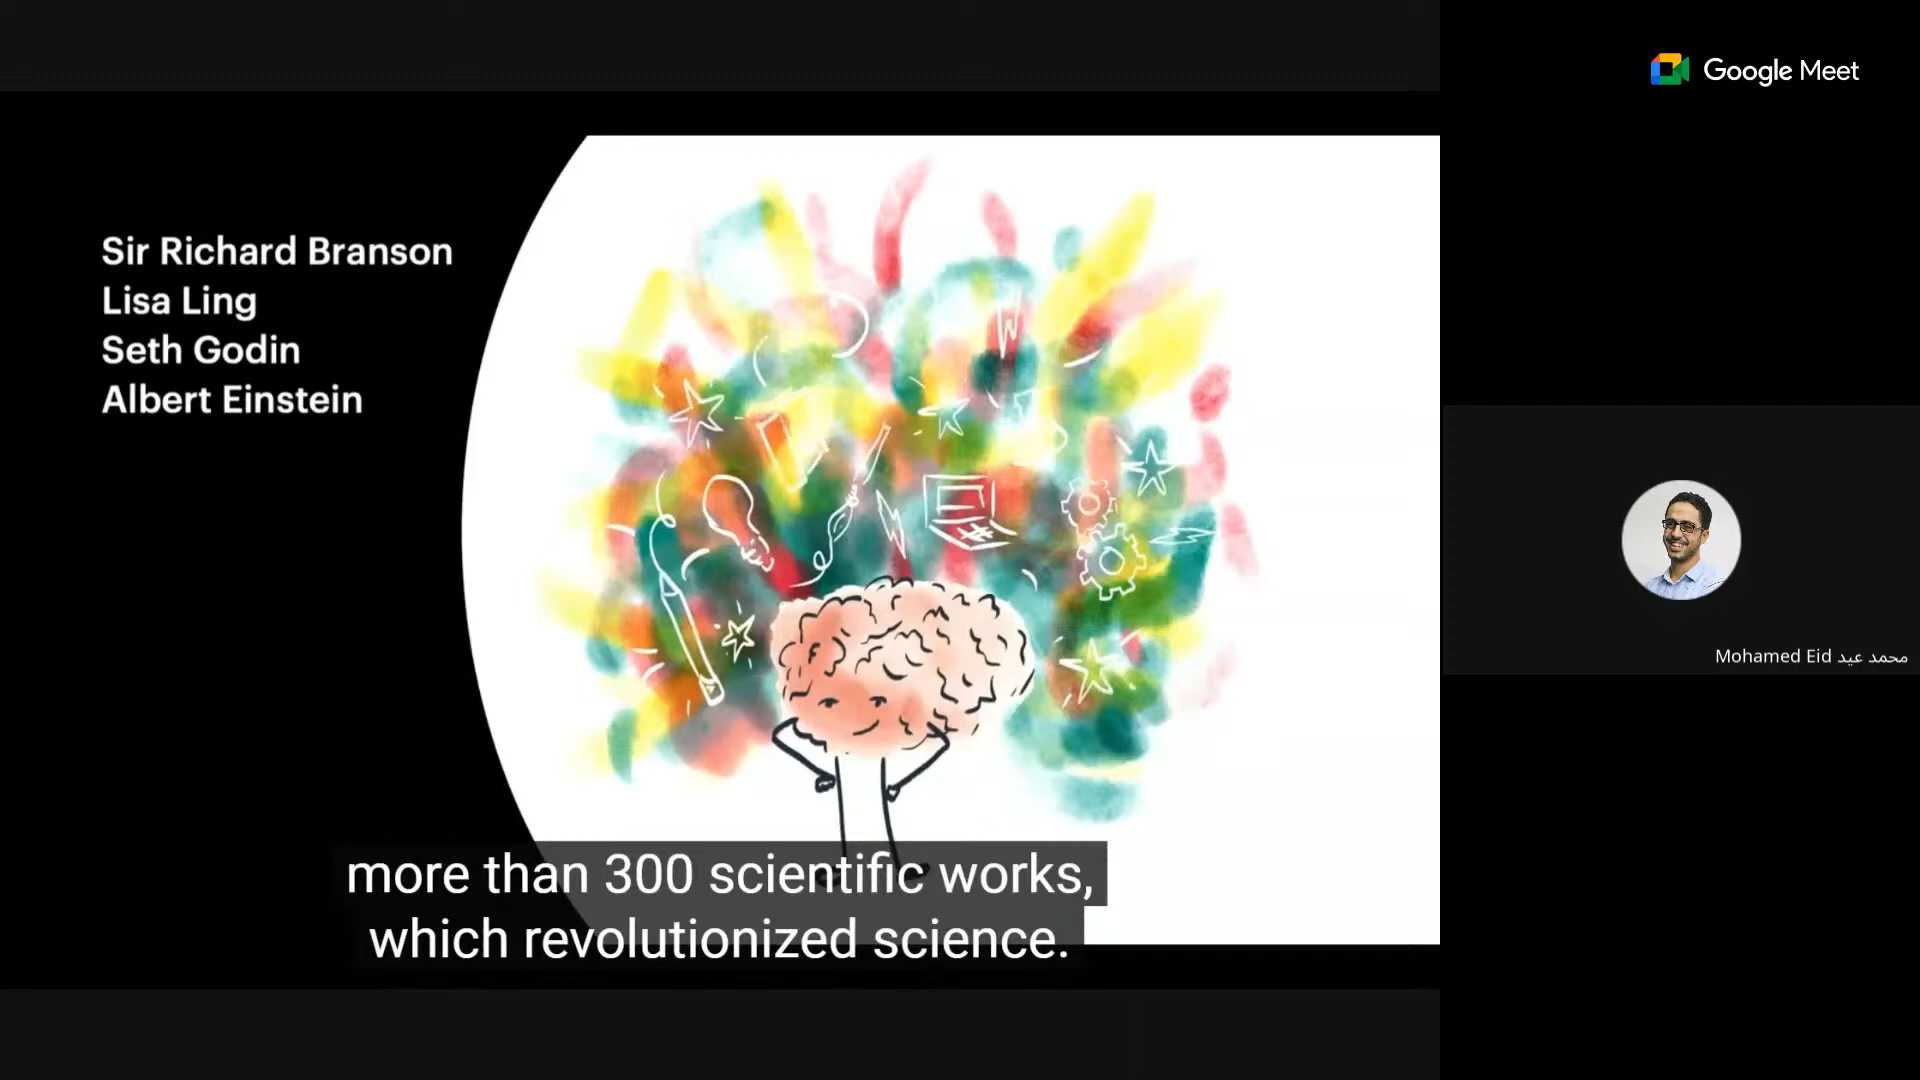 Google Meet
Sir Richard Branson
Lisa Ling
Seth Godin
Albert Einstein
more than 300 scientific works,
which revolutionized science.
Mohamed Eid محمد عيد